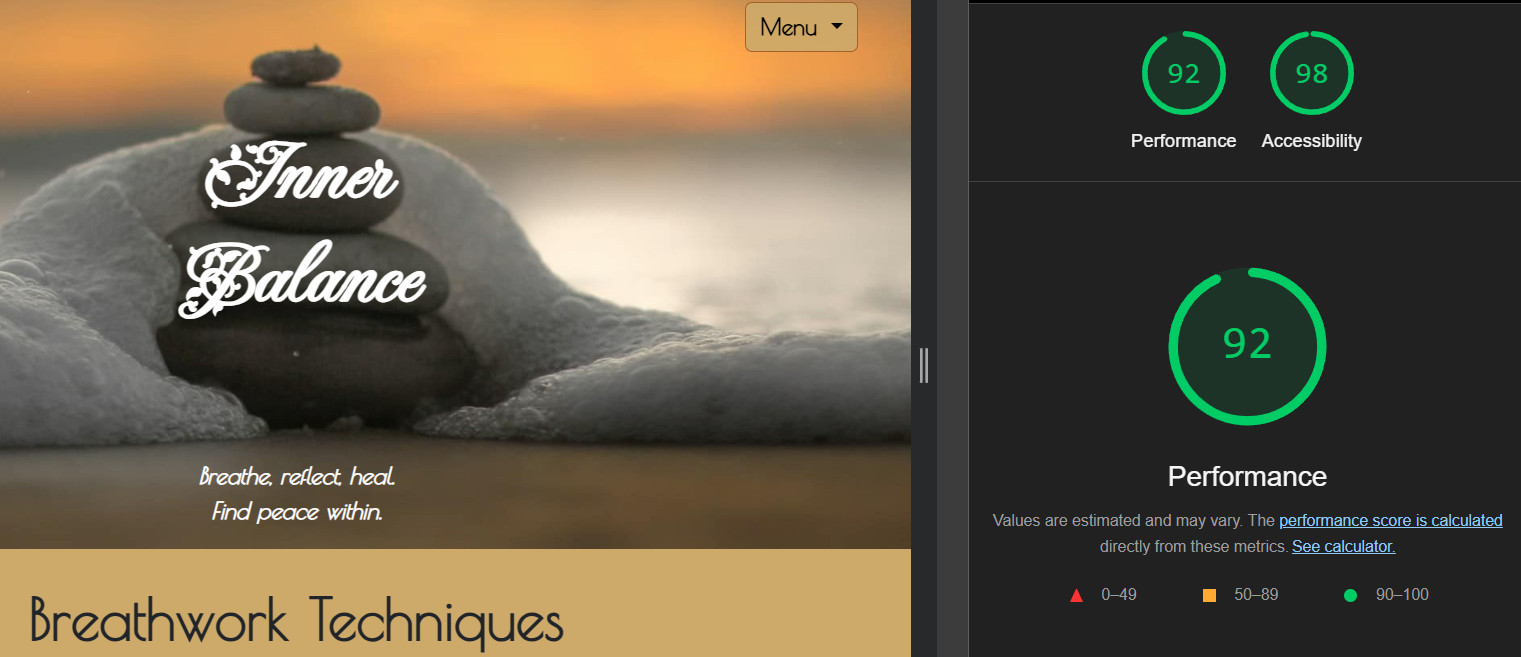 Menu
Inner
Balance
Breathe, reflect, heal.
Find peace within.
Breathwork Techniques
92
98
Performance
Accessibility
92
Performance
Values are estimated and may vary. The performance score is calculated
directly from these metrics. See calculator.
0–49
50–89
90–100